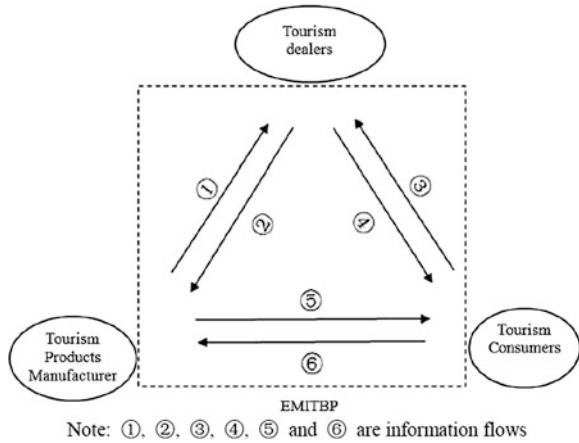 Tourism
dealers
①
②
③
④
⑤
⑥
Tourism
Products
Manufacturer
Tourism
Consumers
EMITBP
Note: ①, ②, ③, ④, ⑤ and ⑥ are information flows